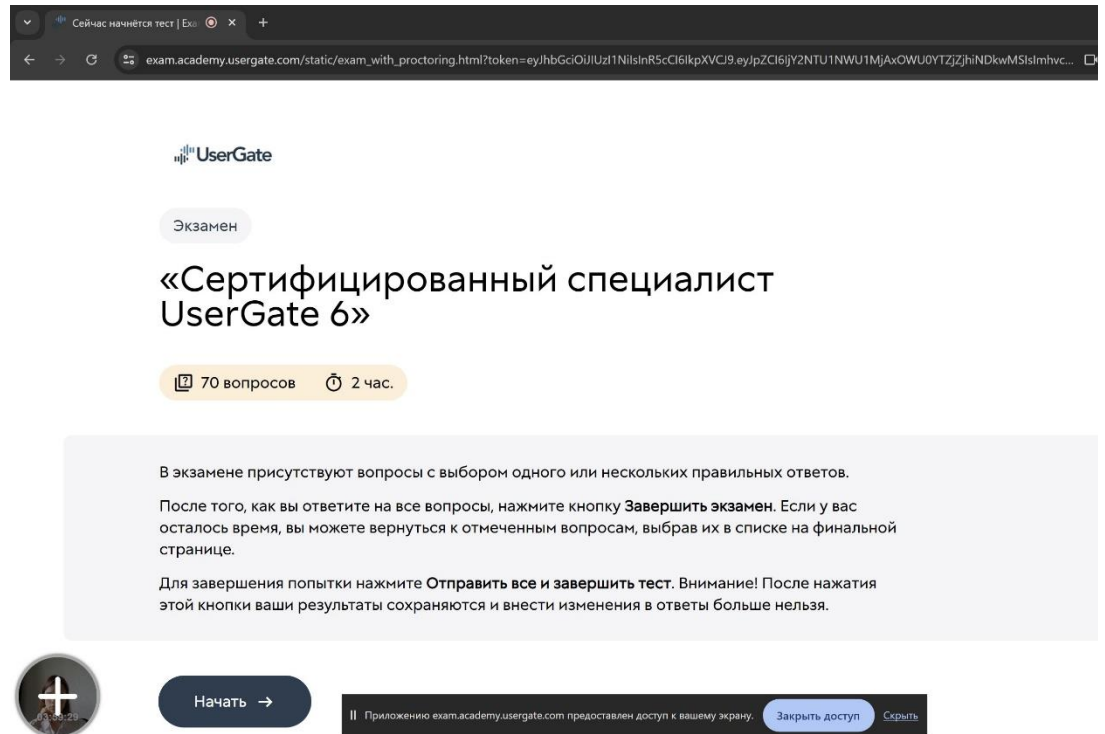 Сейчас начнётся тест | Exa
exam.academy.usergate.com/static/exam_with_proctoring.html?token=eyJhbGciOiJIUzI1NiIsInR5cCI6IkpXVCJ9.eyJpZCI6IjY2NTU1NWU1MjAxOWU0YTZjZjhiNDkwMSIsImhvc...
UserGate
Экзамен
«Сертифицированный специалист
UserGate 6»
70 вопросов 2 час.
В экзамене присутствуют вопросы с выбором одного или нескольких правильных ответов.
После того, как вы ответите на все вопросы, нажмите кнопку Завершить экзамен. Если у вас
осталось время, вы можете вернуться к отмеченным вопросам, выбрав их в списке на финальной
странице.
Для завершения попытки нажмите Отправить все и завершить тест. Внимание! После нажатия
этой кнопки ваши результаты сохраняются и внести изменения в ответы больше нельзя.
Начать →
Приложению exam.academy.usergate.com предоставлен доступ к вашему экрану. Закрыть доступ Скрыть